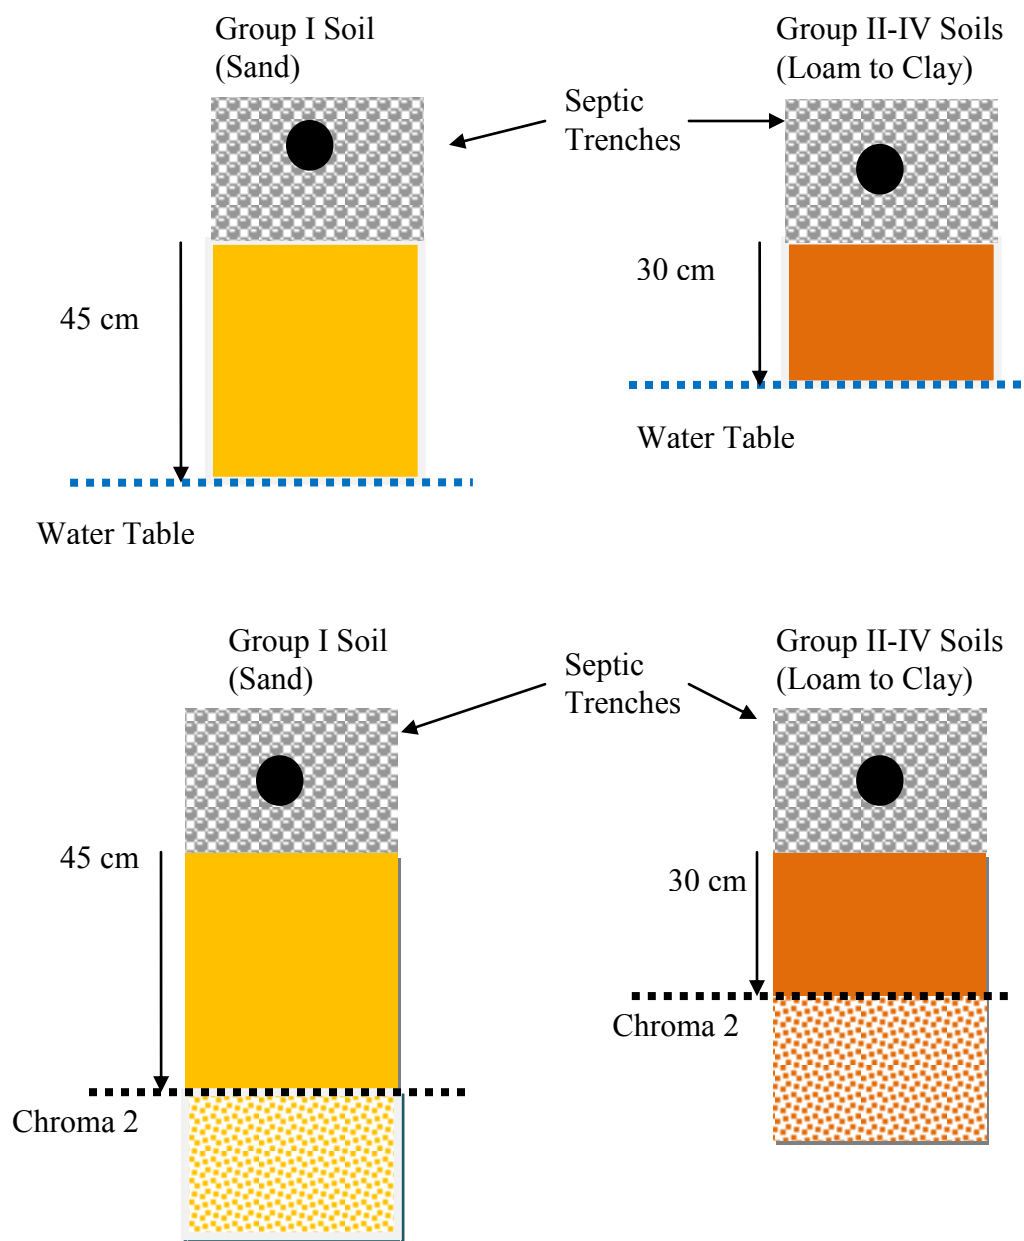 Group I Soil
(Sand)
Septic
Trenches
Group II-IV Soils
(Loam to Clay)
45 cm
30 cm
Water Table
Water Table
Group I Soil
(Sand)
Septic
Trenches
Group II-IV Soils
(Loam to Clay)
45 cm
30 cm
Chroma 2
Chroma 2